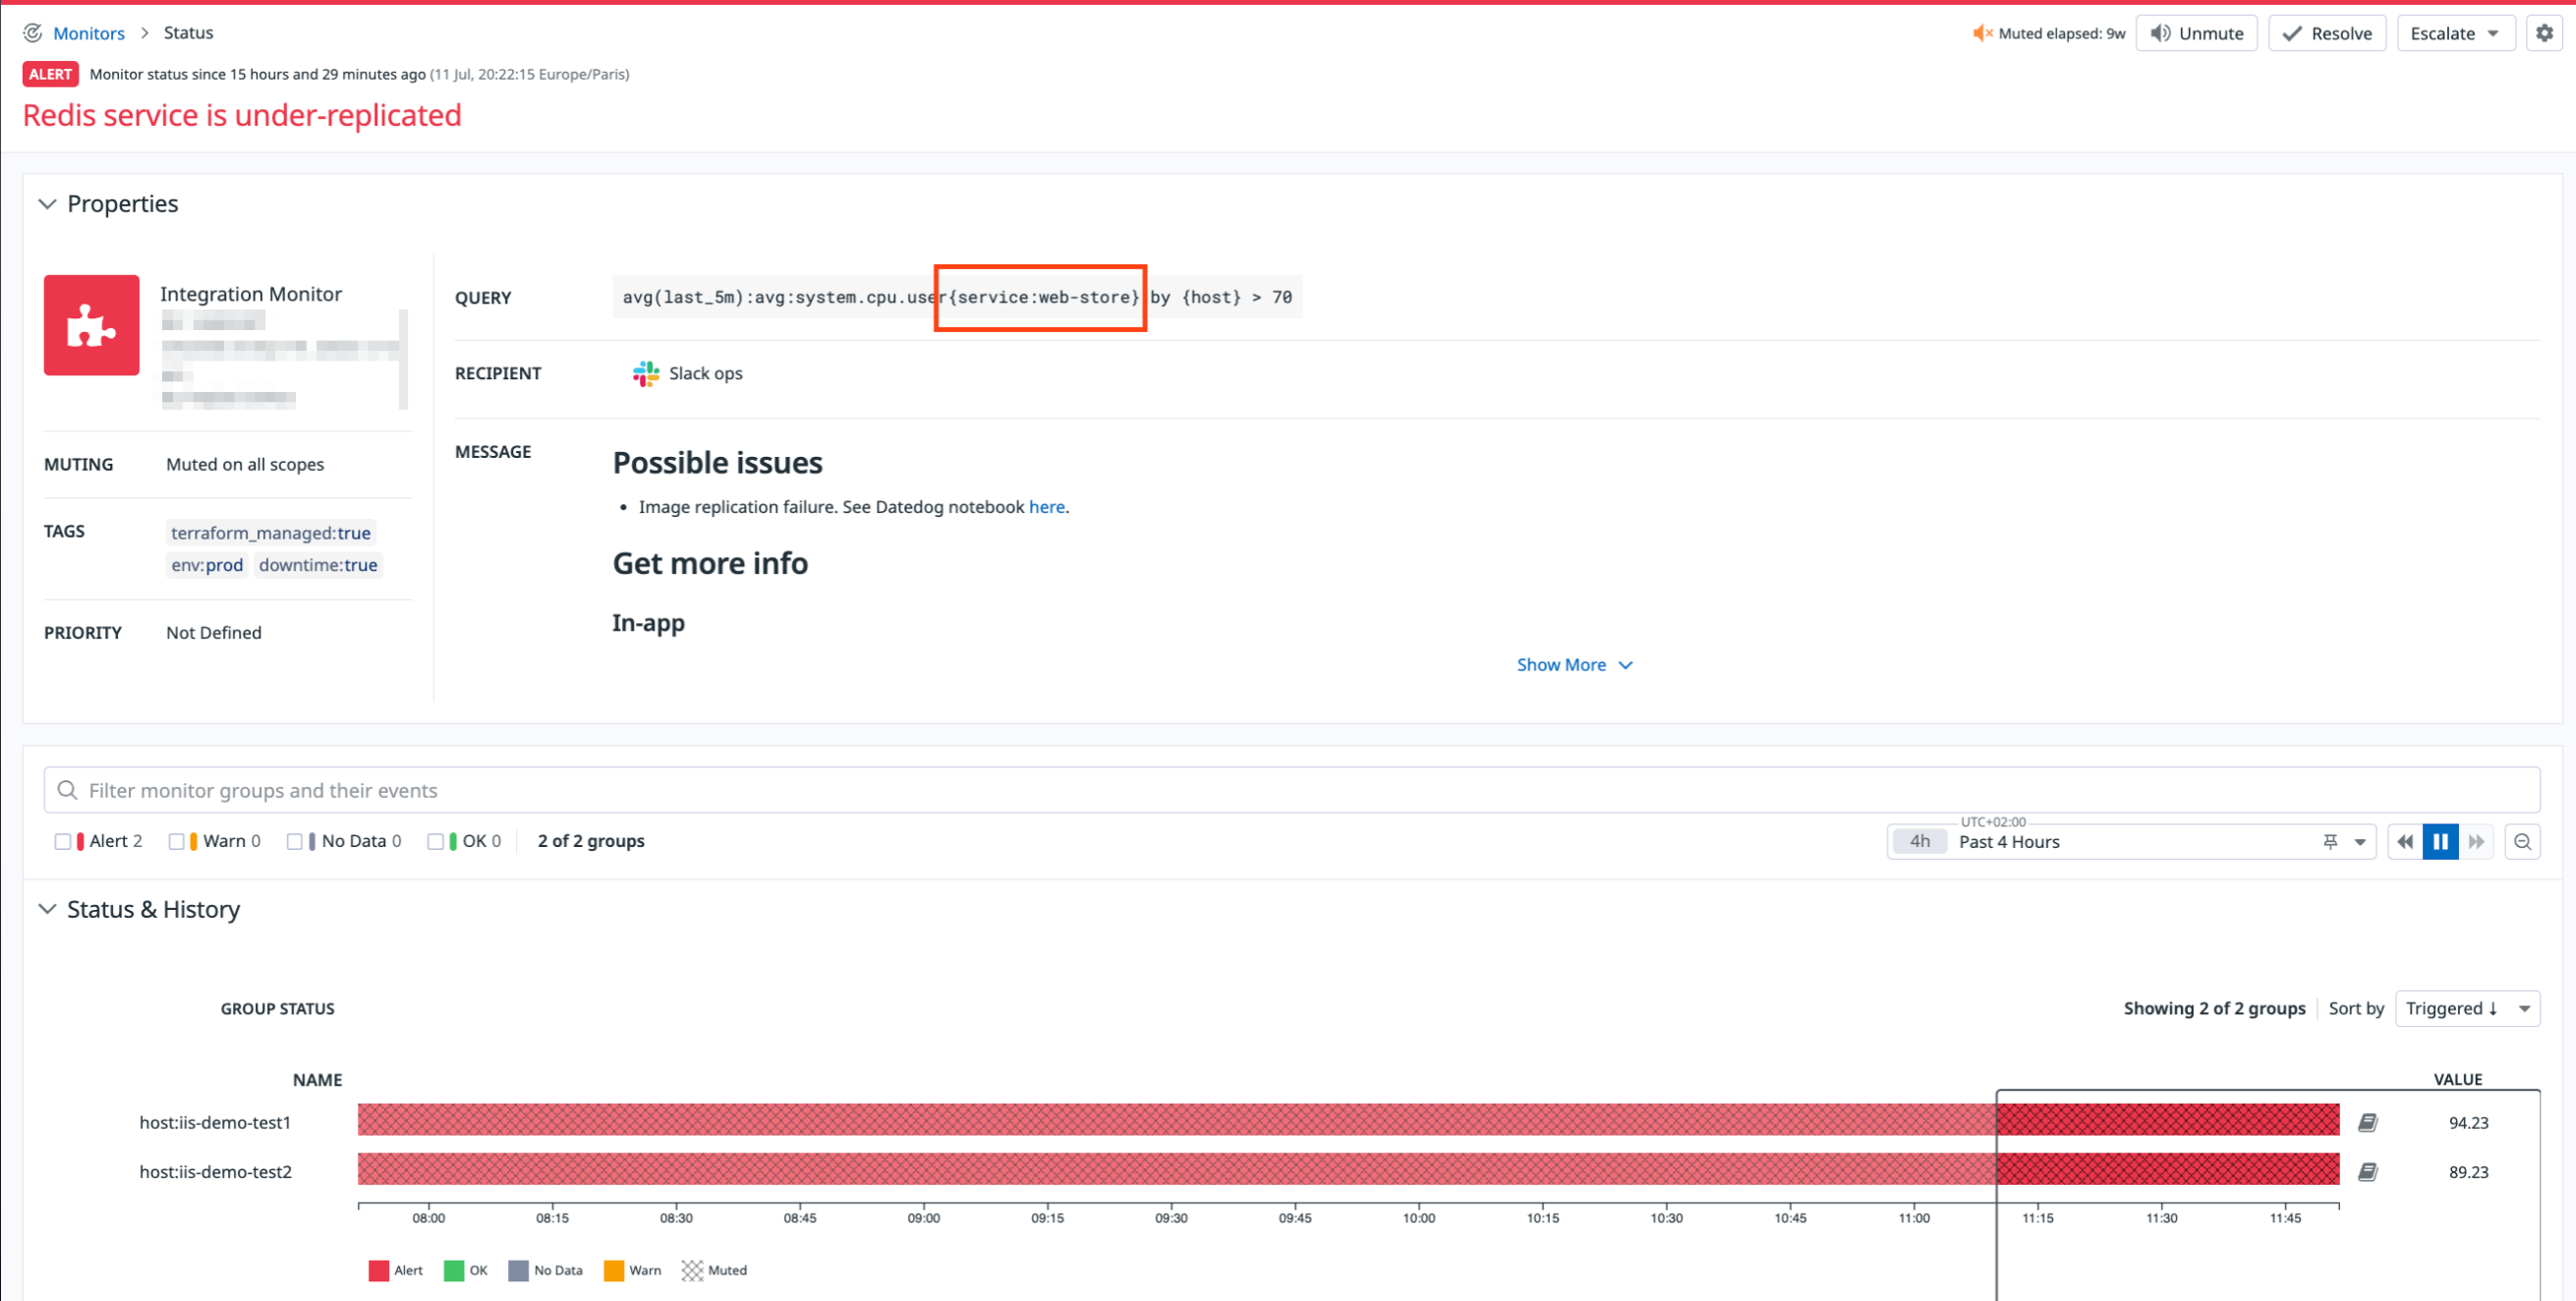 Monitors > Status
Muted elapsed: 9w Unmute Resolve Escalate
ALERT Monitor status since 15 hours and 29 minutes ago (11 Jul, 20:22:15 Europe/Paris)
Redis service is under-replicated
Properties
Integration Monitor
QUERY avg(last_5m):avg:system.cpu.user{service:web-store} by {host} > 70
RECIPIENT Slack ops
MUTING Muted on all scopes
TAGS terraform_managed:true
env:prod downtime:true
PRIORITY Not Defined
MESSAGE Possible issues
• Image replication failure. See Datedog notebook here.
Get more info
In-app
Show More
Filter monitor groups and their events
Alert 2 Warn 0 No Data 0 OK 0 2 of 2 groups
UTC+02:00
4h Past 4 Hours
Status & History
GROUP STATUS
Showing 2 of 2 groups Sort by Triggered ↓
NAME VALUE
host:iis-demo-test1 94.23
host:iis-demo-test2 89.23
08:00 08:15 08:30 08:45 09:00 09:15 09:30 09:45 10:00 10:15 10:30 10:45 11:00 11:15 11:30 11:45
Alert OK No Data Warn Muted